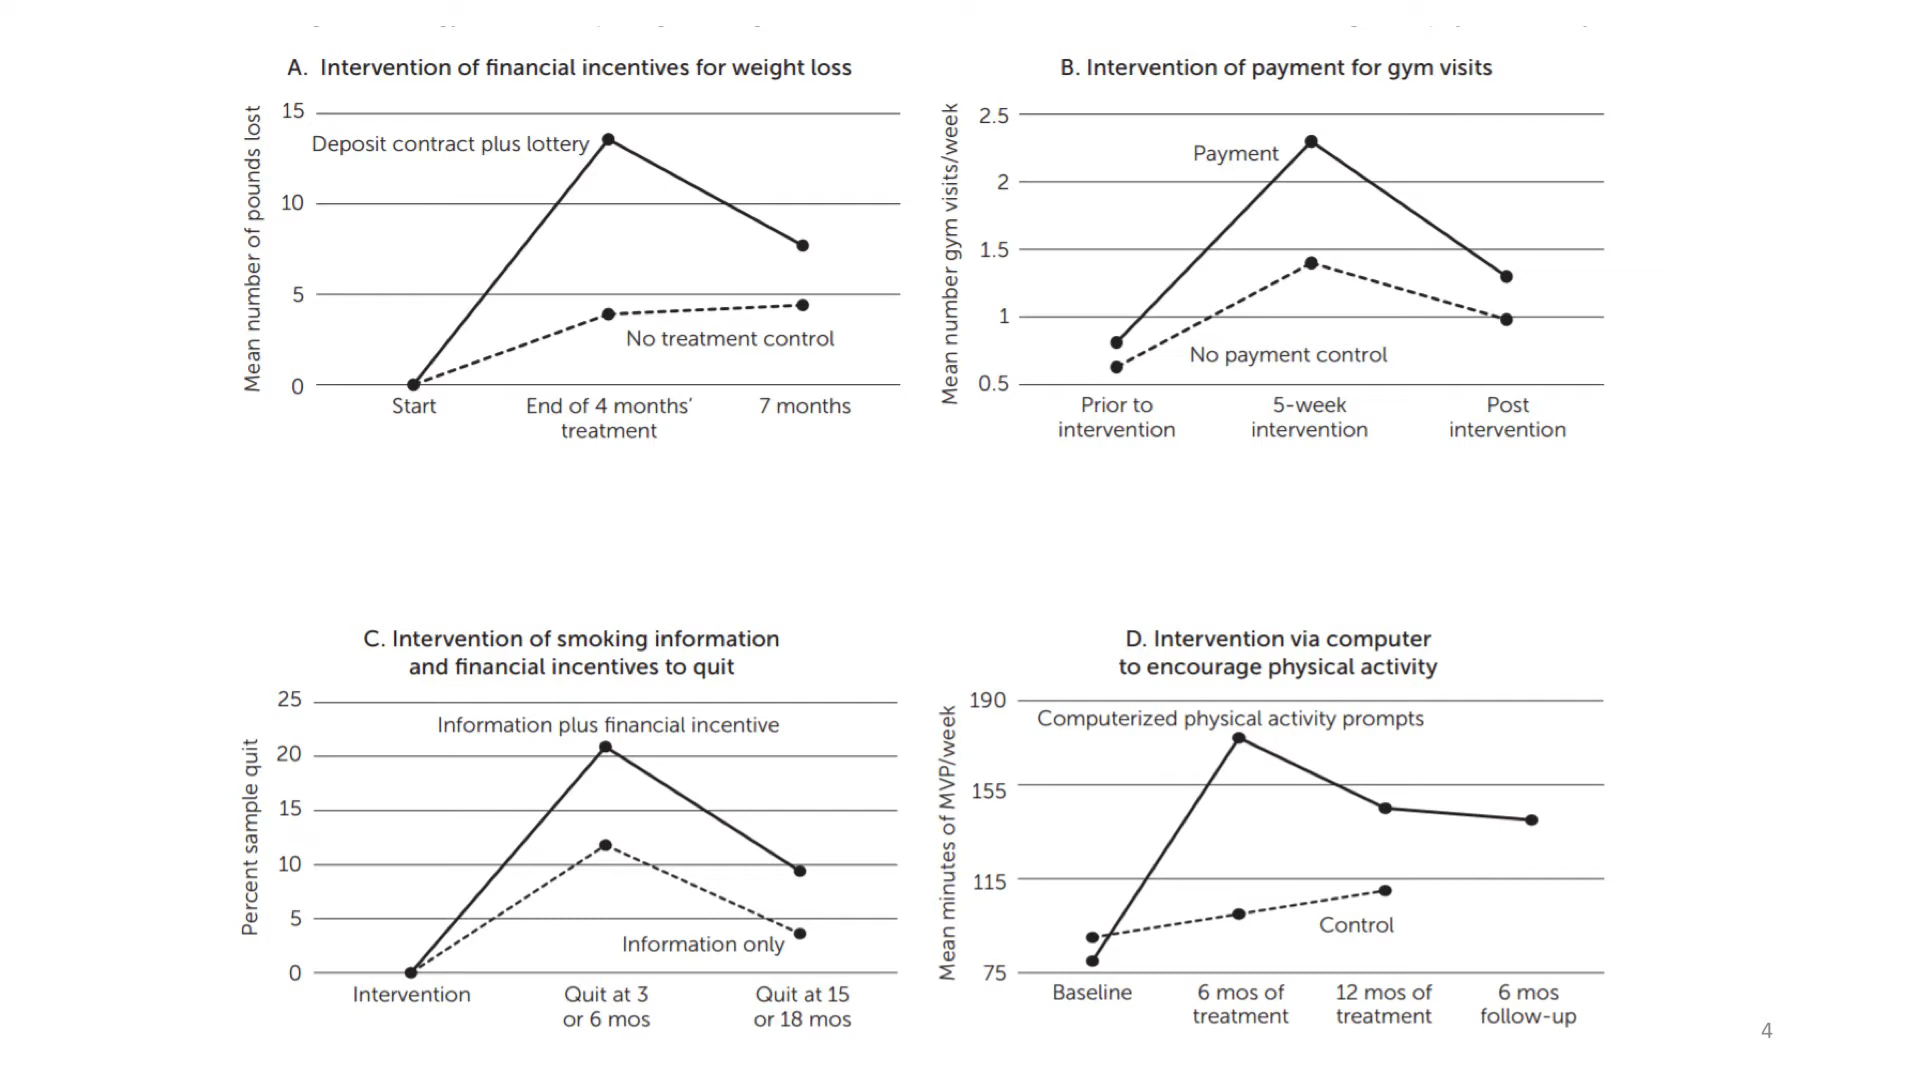 A. Intervention of financial incentives for weight loss
Mean number of pounds lost
15
10
5
0
Deposit contract plus lottery
No treatment control
Start
End of 4 months’
treatment
7 months
B. Intervention of payment for gym visits
Mean number gym visits/week
2.5
2
1.5
1
0.5
Payment
No payment control
Prior to
intervention
5-week
intervention
Post
intervention
C. Intervention of smoking information
and financial incentives to quit
Percent sample quit
25
20
15
10
5
0
Information plus financial incentive
Information only
Intervention
Quit at 3
or 6 mos
Quit at 15
or 18 mos
D. Intervention via computer
to encourage physical activity
Mean minutes of MVP/week
190
155
115
75
Computerized physical activity prompts
Control
Baseline
6 mos of
treatment
12 mos of
treatment
6 mos
follow-up
4